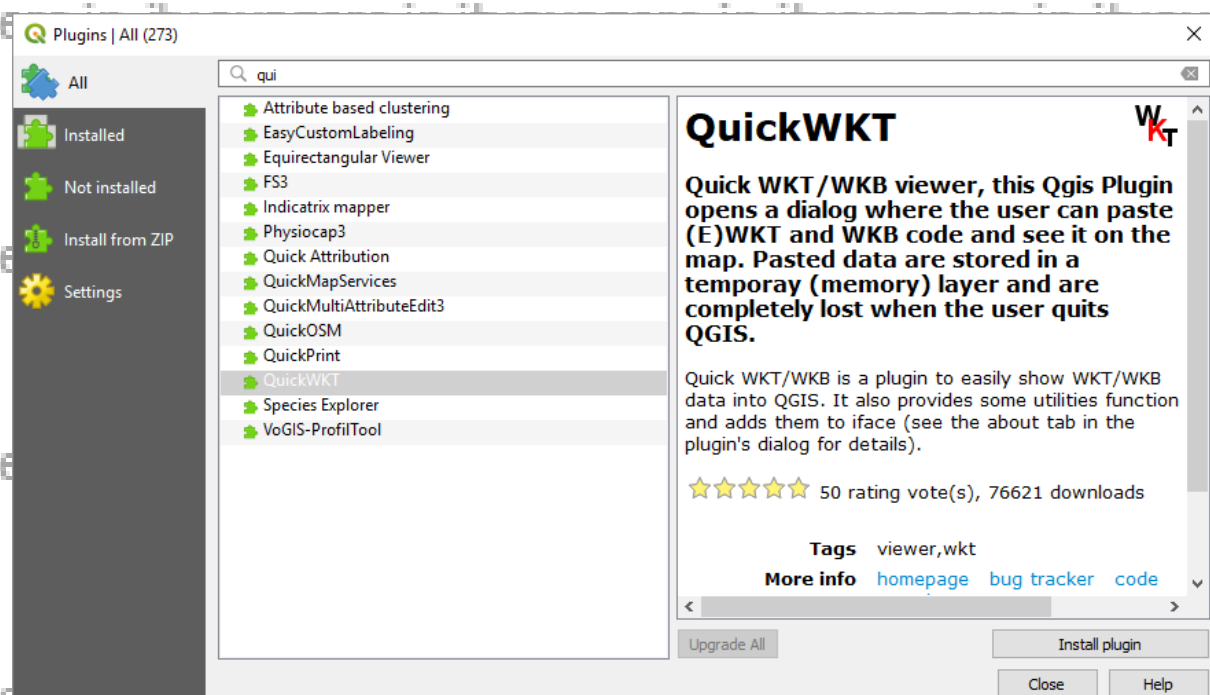 Plugins | All (273)
All
Installed
Not installed
Install from ZIP
Settings
qui
Attribute based clustering
EasyCustomLabeling
Equirectangular Viewer
FS3
Indicatrix mapper
Physiocap3
Quick Attribution
QuickMapServices
QuickMultiAttributeEdit3
QuickOSM
QuickPrint
QuickWKT
Species Explorer
VoGIS-ProfilTool
QuickWKT
WKT
Quick WKT/WKB viewer, this Qgis Plugin
opens a dialog where the user can paste
(E)WKT and WKB code and see it on the
map. Pasted data are stored in a
temporay (memory) layer and are
completely lost when the user quits
QGIS.
Quick WKT/WKB is a plugin to easily show WKT/WKB
data into QGIS. It also provides some utilities function
and adds them to iface (see the about tab in the
plugin's dialog for details).
50 rating vote(s), 76621 downloads
Tags viewer,wkt
More info homepage bug tracker code
Upgrade All
Install plugin
Close
Help